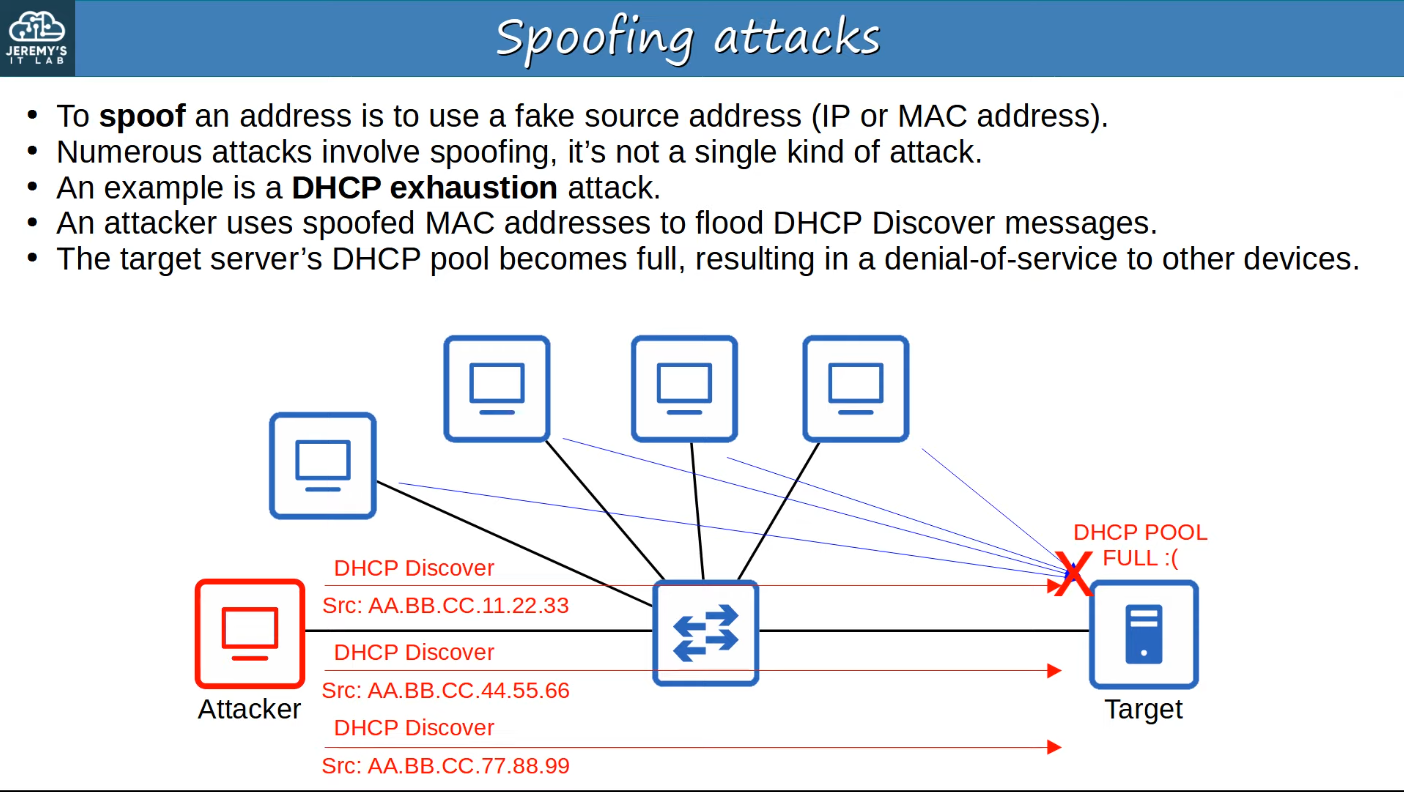 JEREMY'S
IT LAB
Spoofing attacks
• To spoof an address is to use a fake source address (IP or MAC address).
• Numerous attacks involve spoofing, it's not a single kind of attack.
• An example is a DHCP exhaustion attack.
• An attacker uses spoofed MAC addresses to flood DHCP Discover messages.
• The target server's DHCP pool becomes full, resulting in a denial-of-service to other devices.
DHCP POOL
FULL :(
X
DHCP Discover
Src: AA.BB.CC.11.22.33
DHCP Discover
Src: AA.BB.CC.44.55.66
Attacker
Target
DHCP Discover
Src: AA.BB.CC.77.88.99